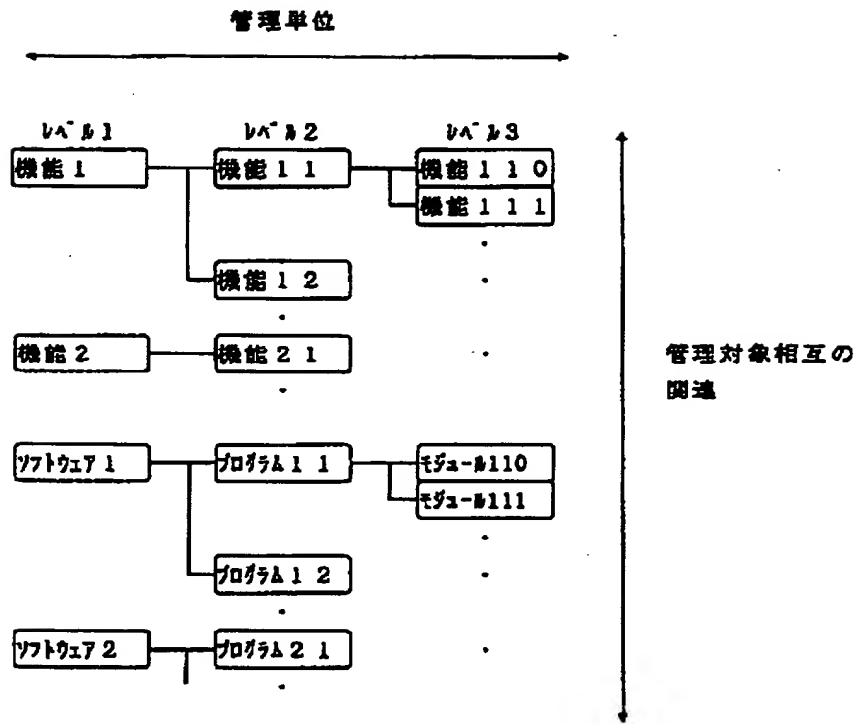 管理単位
レベル1 レベル2 レベル3
機能1 機能11 機能110
機能111
機能12
機能2 機能21
管理対象相互の
関連
ソフトウェア1 プログラム11 モジュール110
モジュール111
プログラム12
ソフトウェア2 プログラム21